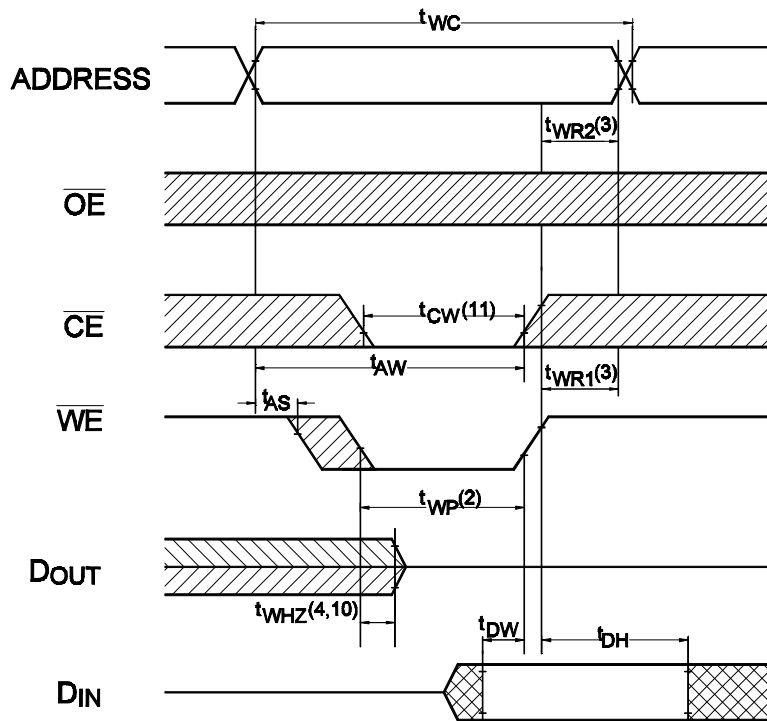 tWC
ADDRESS
tWR2(3)
OE
tCW(11)
CE
tAW
tWR1(3)
tAS
WE
tWP(2)
DOUT
tWHZ(4,10)
tDW
tDH
DIN